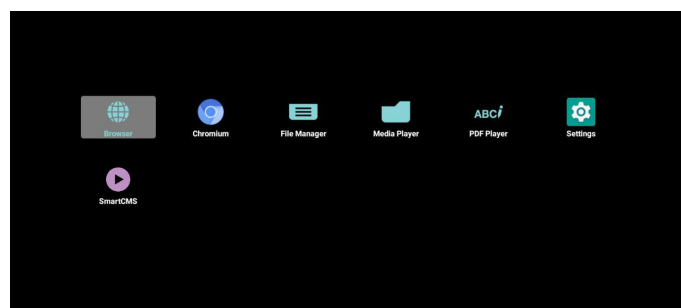 Browser
Chromium
File Manager
Media Player
ABCi
PDF Player
Settings
SmartCMS